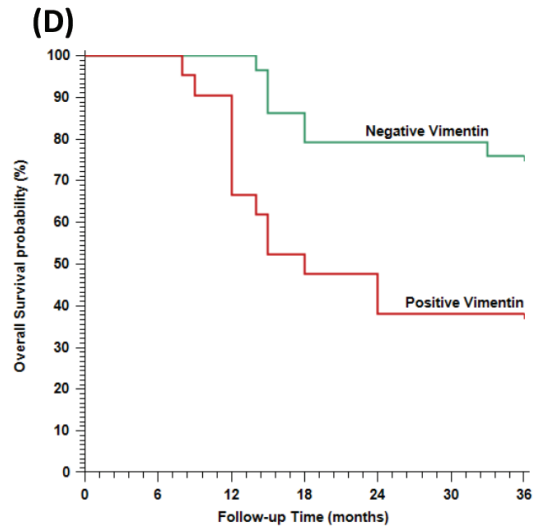 (D)
Overall Survival probability (%)
100
90
80
70
60
50
40
30
20
10
0
Negative Vimentin
Positive Vimentin
0 6 12 18 24 30 36
Follow-up Time (months)